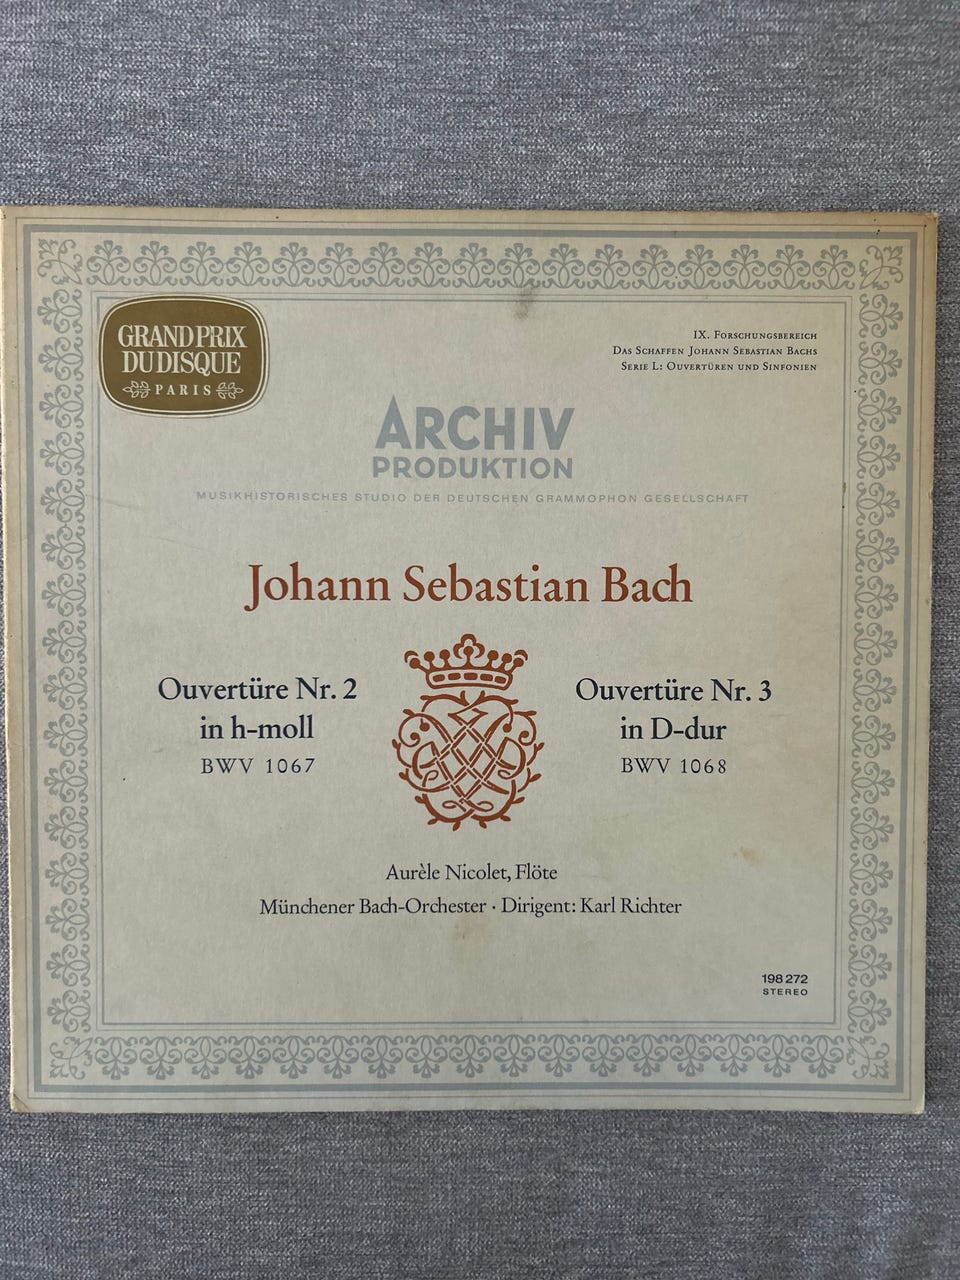 GRAND PRIX
DU DISQUE
PARIS
IX. Forschungsbereich
Das Schaffen Johann Sebastian Bachs
Serie L: Ouvertüren und Sinfonien
ARCHIV
PRODUKTION
MUSIKHISTORISCHES STUDIO DER DEUTSCHEN GRAMMOPHON GESELLSCHAFT
Johann Sebastian Bach
Ouvertüre Nr. 2
in h-moll
BWV 1067
Ouvertüre Nr. 3
in D-dur
BWV 1068
Aurèle Nicolet, Flöte
Münchener Bach-Orchester · Dirigent: Karl Richter
198 272
STEREO